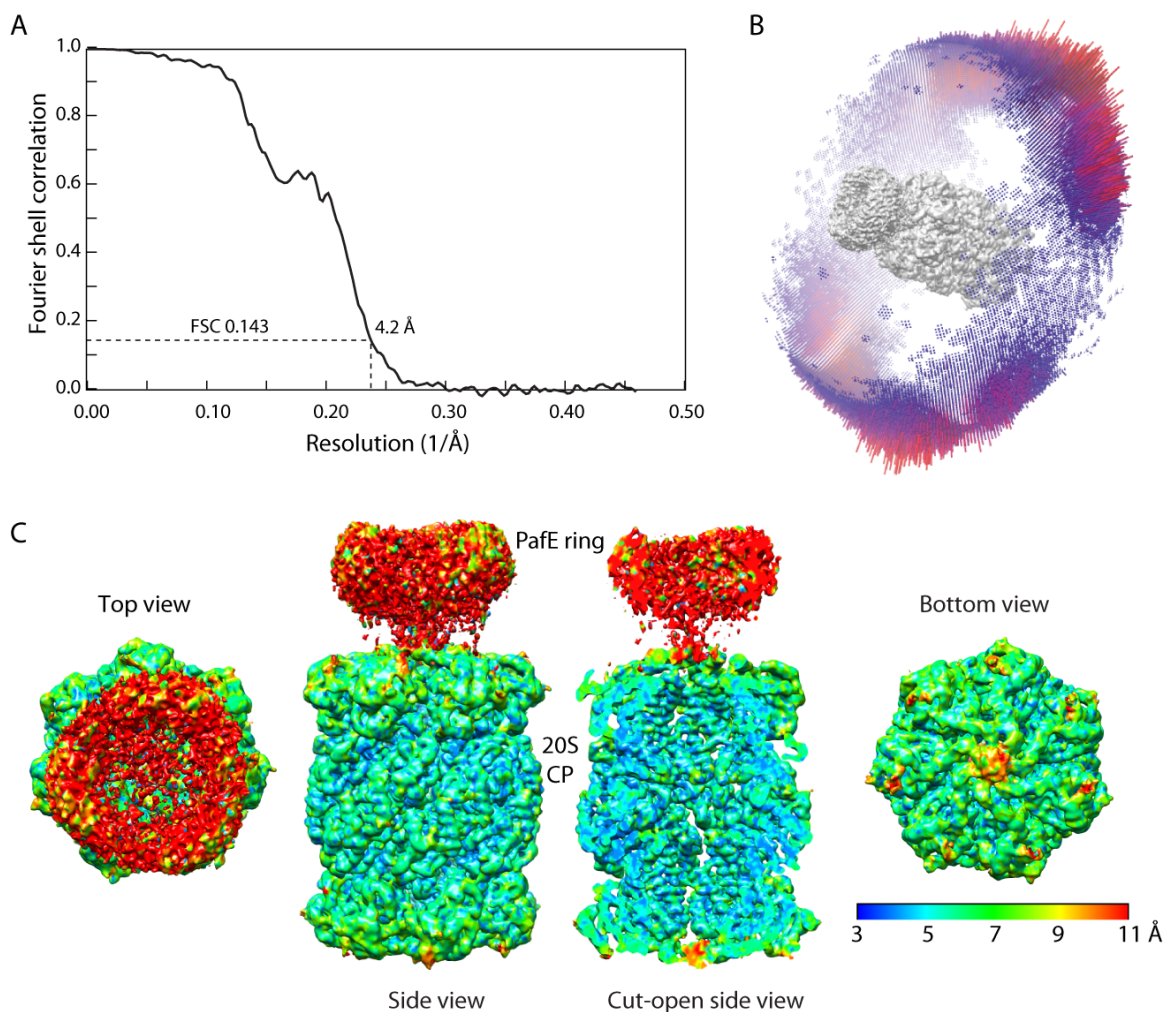 A
B
1.0
0.8
0.6
0.4
0.2
0.0
Fourier shell correlation
FSC 0.143
4.2 Å
0.00
0.10
0.20
0.30
0.40
0.50
Resolution (1/Å)
C
PafE ring
Top view
Bottom view
20S
CP
3
5
7
9
11 Å
Side view
Cut-open side view